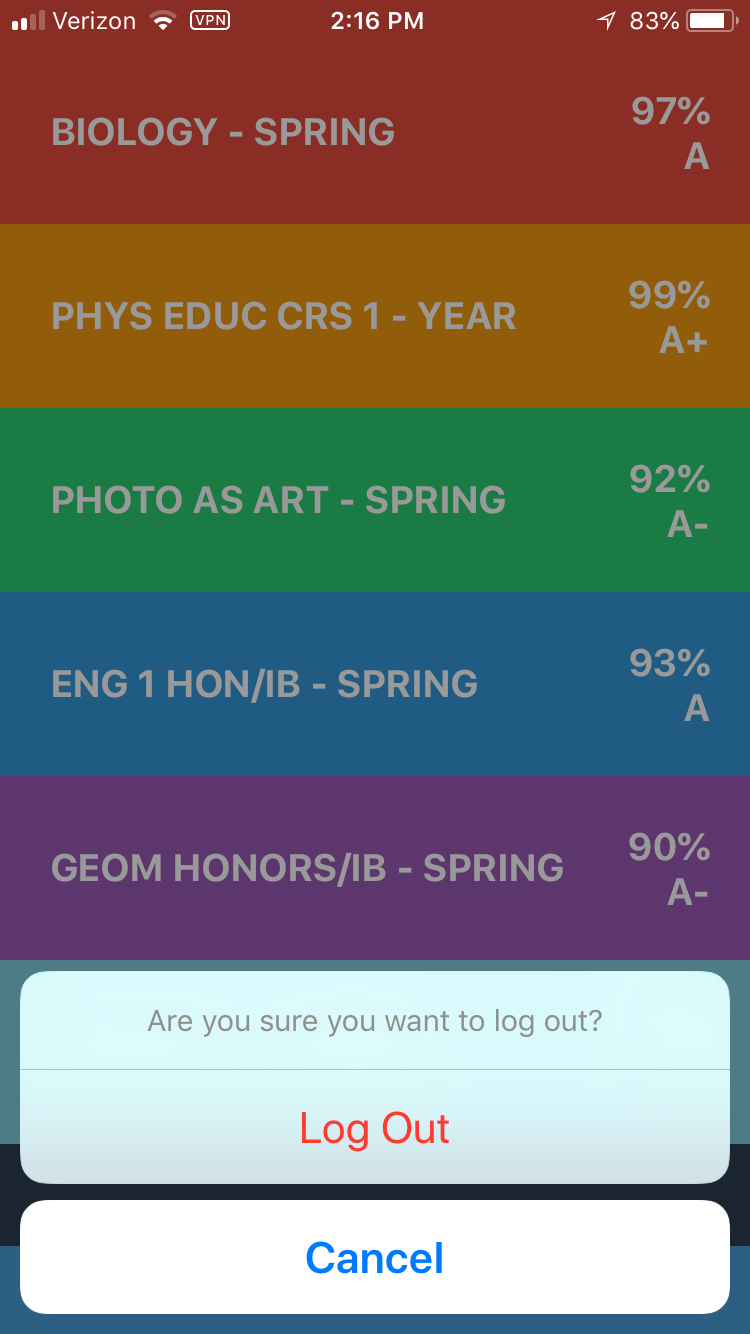 Verizon VPN 2:16 PM 83%
BIOLOGY - SPRING 97%
A
PHYS EDUC CRS 1 - YEAR 99%
A+
PHOTO AS ART - SPRING 92%
A-
ENG 1 HON/IB - SPRING 93%
A
GEOM HONORS/IB - SPRING 90%
A-
Are you sure you want to log out?
Log Out
Cancel